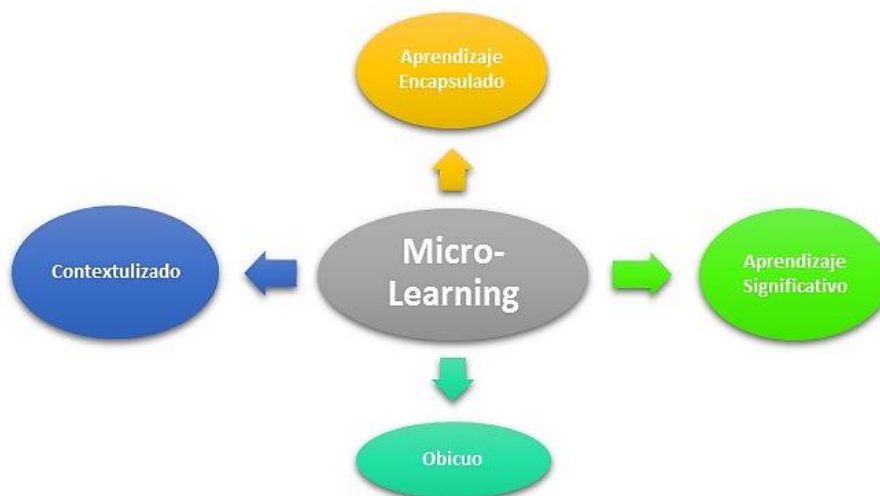 Aprendizaje
Encapsulado
Contextulizado
Micro-
Learning
Aprendizaje
Significativo
Obicuo